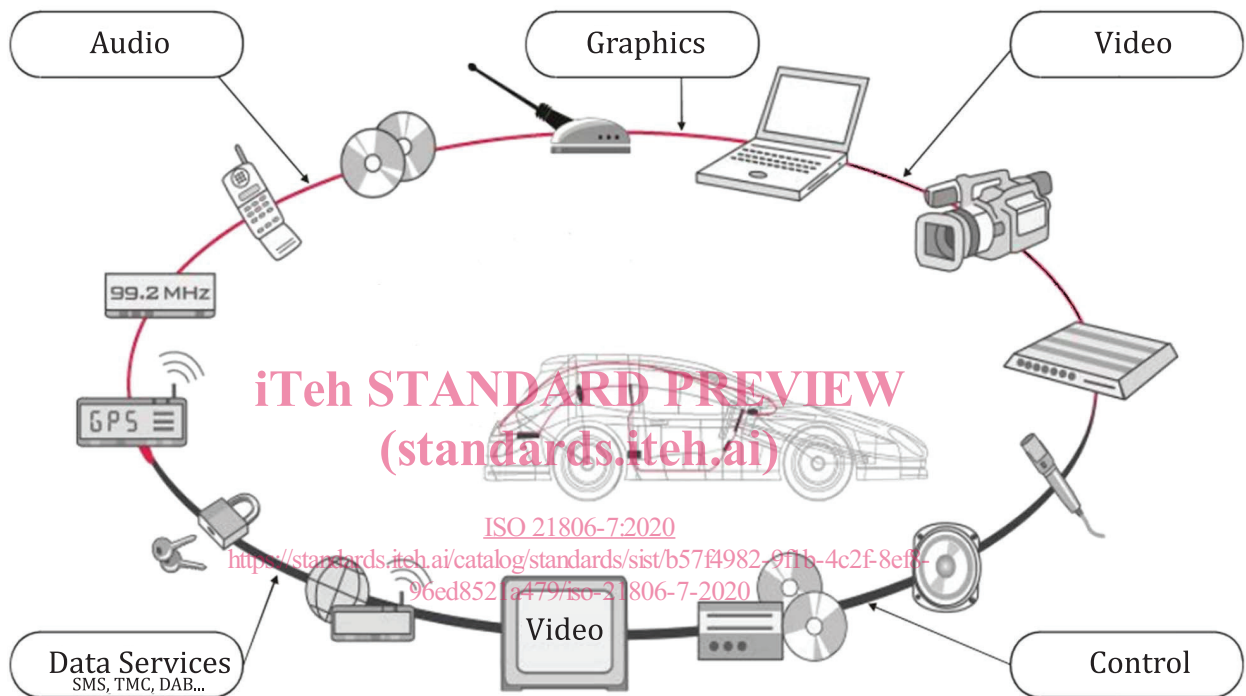 Audio
Graphics
Video
99.2 MHz
GPS
iTeh STANDARD PREVIEW
(standards.iteh.ai)
ISO 21806-7:2020
https://standards.iteh.ai/catalog/standards/sist/b57f4982-9f1b-4c2f-8ef8-
96ed8521a479/iso-21806-7-2020
Video
Data Services
SMS, TMC, DAB...
Control